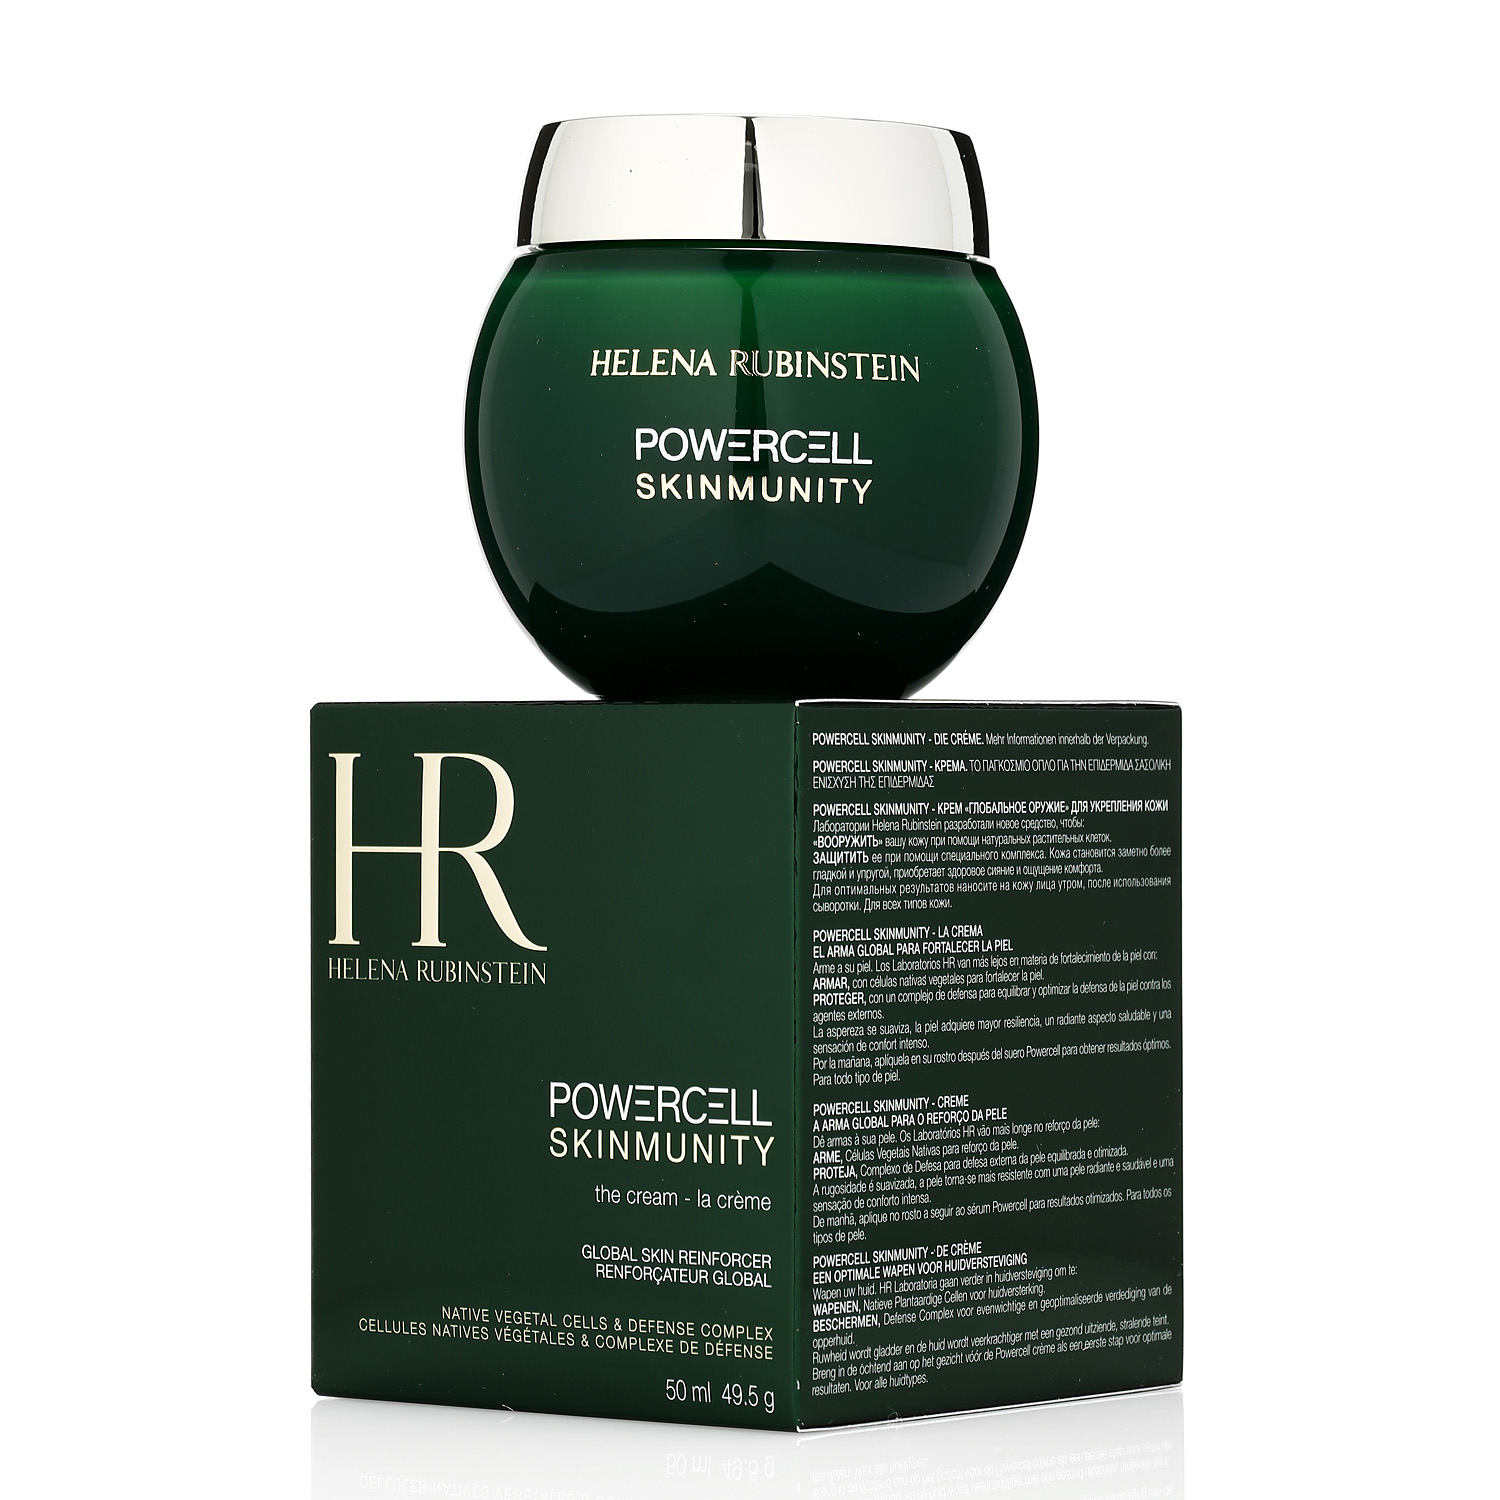 HELENA RUBINSTEIN
POWERCELL
SKINMUNITY
HR
HELENA RUBINSTEIN
POWERCELL
SKINMUNITY
the cream - la crème
GLOBAL SKIN REINFORCER
RENFORÇATEUR GLOBAL
NATIVE VEGETAL CELLS & DEFENSE COMPLEX
CELLULES NATIVES VÉGÉTALES & COMPLEXE DE DÉFENSE
50 ml 49.5 g
POWERCELL SKINMUNITY - DIE CRÈME. Mehr Informationen innerhalb der Verpackung.
POWERCELL SKINMUNITY - ΚΡΕΜΑ. ΤΟ ΠΑΓΚΟΣΜΙΟ ΟΠΛΟ ΓΙΑ ΤΗΝ ΕΠΙΔΕΡΜΙΔΑ ΣΑΣ ΟΛΙΚΗ
ΕΝΙΣΧΥΣΗ ΤΗΣ ΕΠΙΔΕΡΜΙΔΑΣ
POWERCELL SKINMUNITY - КРЕМ «ГЛОБАЛЬНОЕ ОРУЖИЕ» ДЛЯ УКРЕПЛЕНИЯ КОЖИ
Лаборатории Helena Rubinstein разработали новое средство, чтобы:
«ВООРУЖИТЬ» вашу кожу при помощи натуральных растительных клеток.
ЗАЩИТИТЬ ее при помощи специального комплекса. Кожа становится заметно более
гладкой и упругой, приобретает здоровое сияние и ощущение комфорта.
Для оптимальных результатов наносите на кожу лица утром, после использования
сыворотки. Для всех типов кожи.
POWERCELL SKINMUNITY - LA CREMA
EL ARMA GLOBAL PARA FORTALECER LA PIEL
Arme a su piel. Los Laboratorios HR van más lejos en materia de fortalecimiento de la piel con:
ARMAR, con células nativas vegetales para fortalecer la piel.
PROTEGER, con un complejo de defensa para equilibrar y optimizar la defensa de la piel contra los
agentes externos.
La aspereza se suaviza, la piel adquiere mayor resiliencia, un radiante aspecto saludable y una
sensación de confort intenso.
Por la mañana, aplíquela en su rostro después del suero Powercell para obtener resultados óptimos.
Para todo tipo de piel.
POWERCELL SKINMUNITY - CREME
A ARMA GLOBAL PARA O REFORÇO DA PELE
Dê armas à sua pele. Os Laboratórios HR vão mais longe no reforço da pele:
ARME, Células Vegetais Nativas para reforço da pele.
PROTEJA, Complexo de Defesa para defesa externa da pele equilibrada e otimizada.
A rugosidade é suavizada, a pele torna-se mais resistente com uma pele radiante e saudável e uma
sensação de conforto intensa.
De manhã, aplique no rosto a seguir ao sérum Powercell para resultados otimizados. Para todos os
tipos de pele.
POWERCELL SKINMUNITY - DE CRÈME
EEN OPTIMALE WAPEN VOOR HUIDVERSTEVIGING
Wapen uw huid. HR Laboratoria gaan verder in huidversteviging om te:
WAPENEN, Natieve Plantaardige Cellen voor huidversterking.
BESCHERMEN, Defense Complex voor evenwichtige en geoptimaliseerde verdediging van de
opperhuid.
Ruwheid wordt gladder en de huid wordt veerkrachtiger met een gezond uitziende, stralende teint.
Breng in de òchtend aan op het gezicht vóór de Powercell crème als een eerste stap voor optimale
resultaten. Voor alle huidtypes.